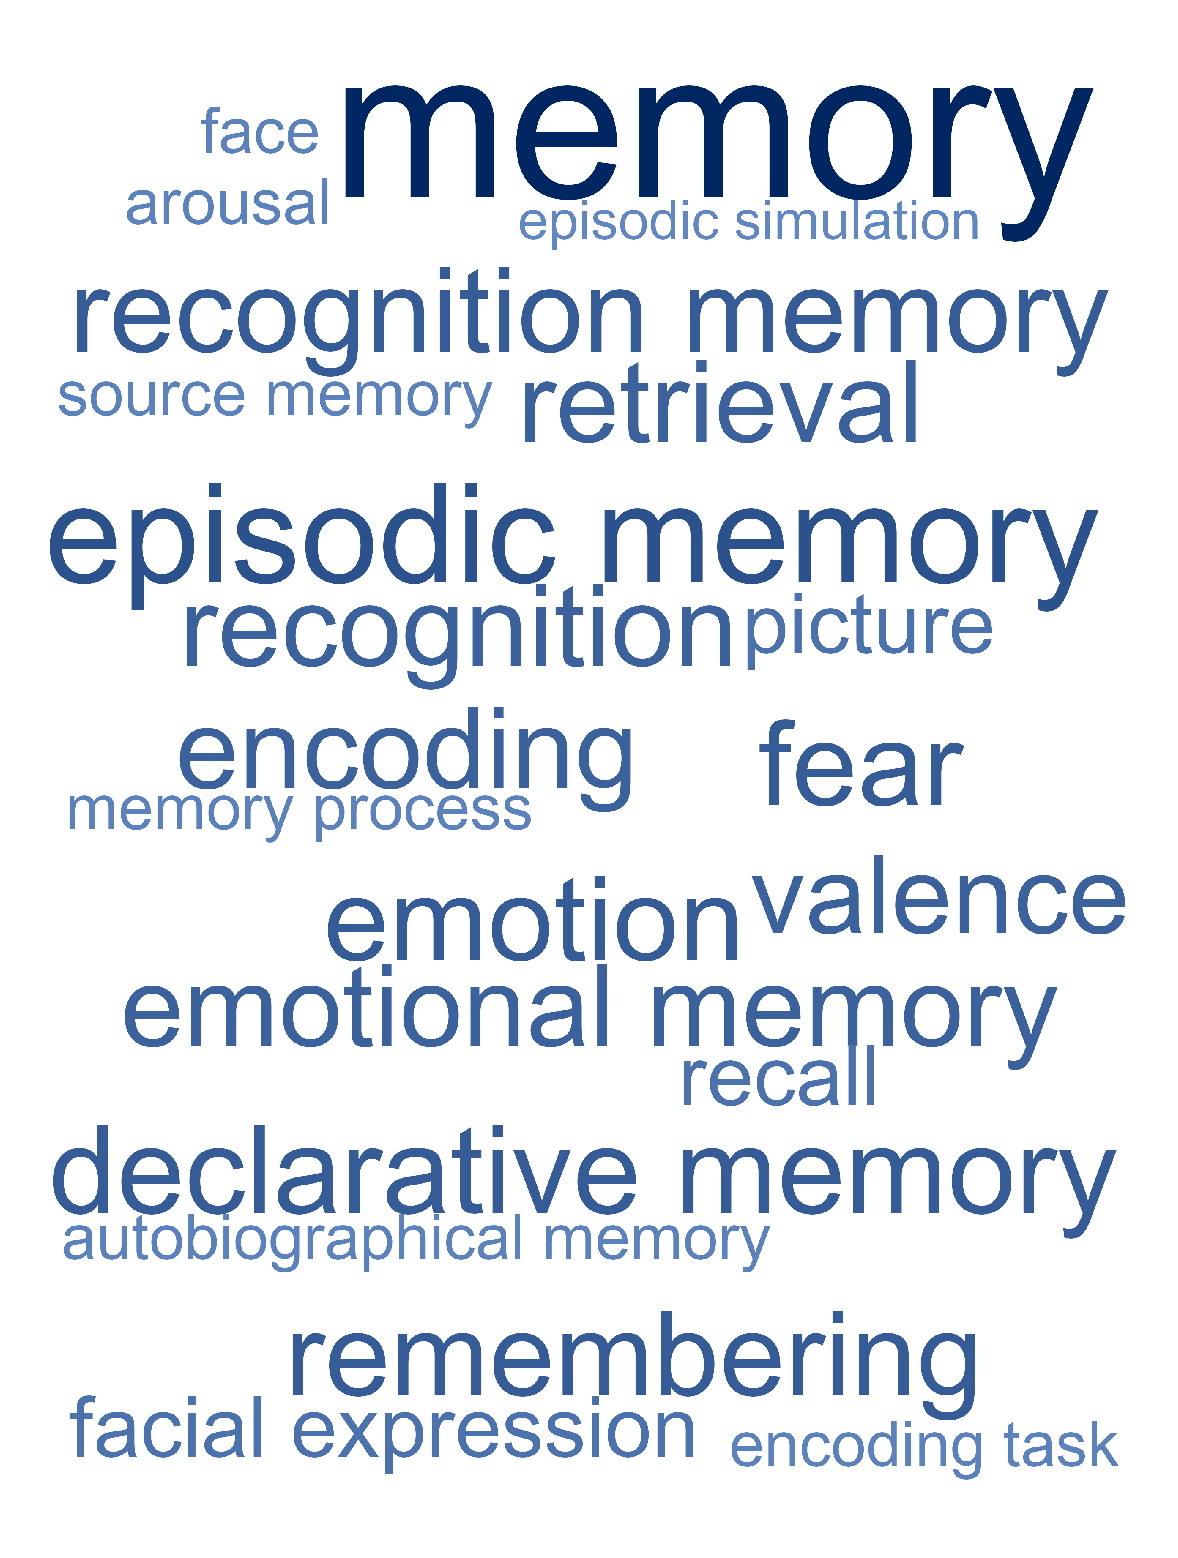 memory
face
arousal
episodic simulation
recognition memory
source memory
retrieval
episodic memory
recognition
picture
encoding
fear
memory process
valence
emotion
emotional memory
recall
declarative memory
autobiographical memory
remembering
facial expression
encoding task